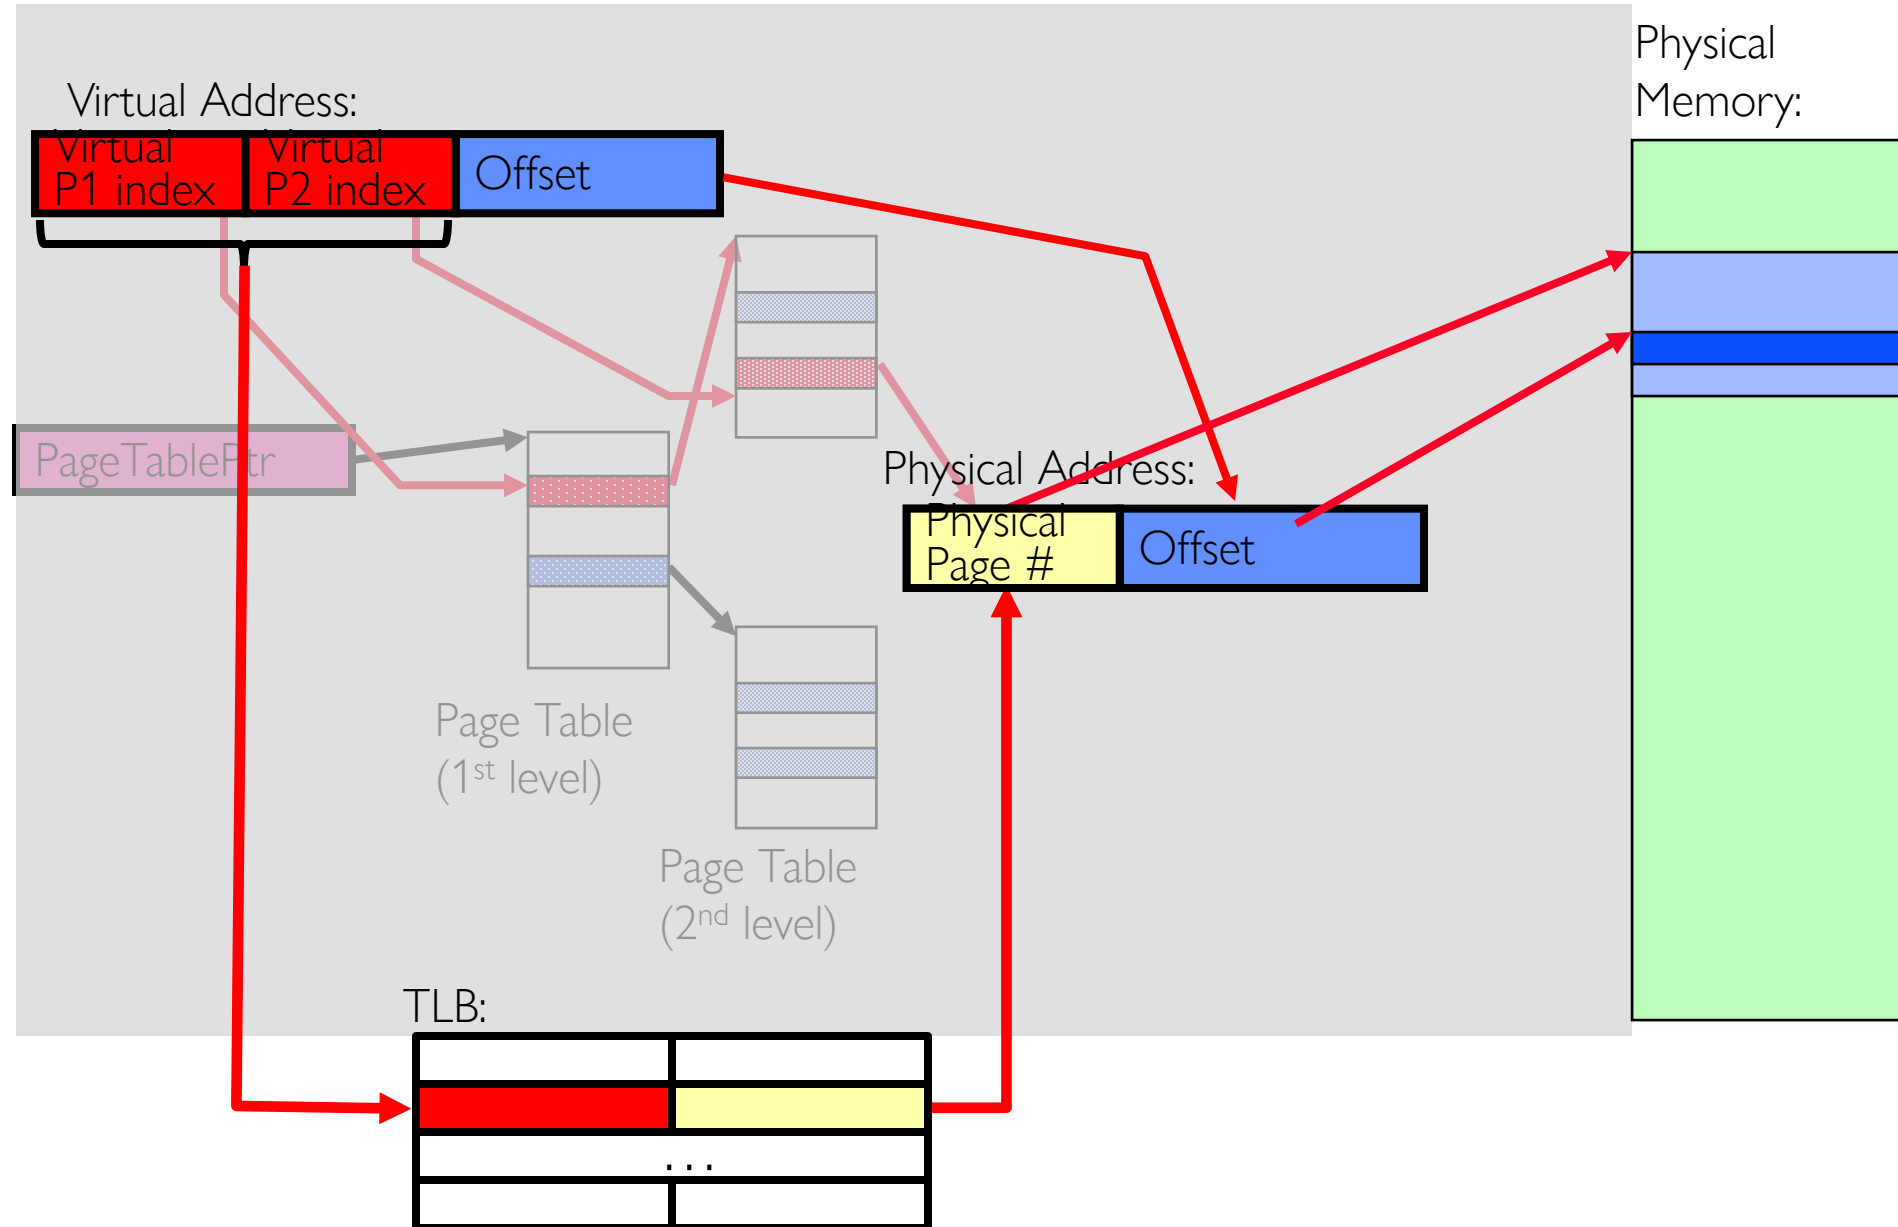 Physical
Memory:
Virtual Address:
Virtual
P1 index
Virtual
P2 index
Offset
PageTablePtr
Physical Address:
Physical
Page #
Offset
Page Table
(1st level)
Page Table
(2nd level)
TLB:
...